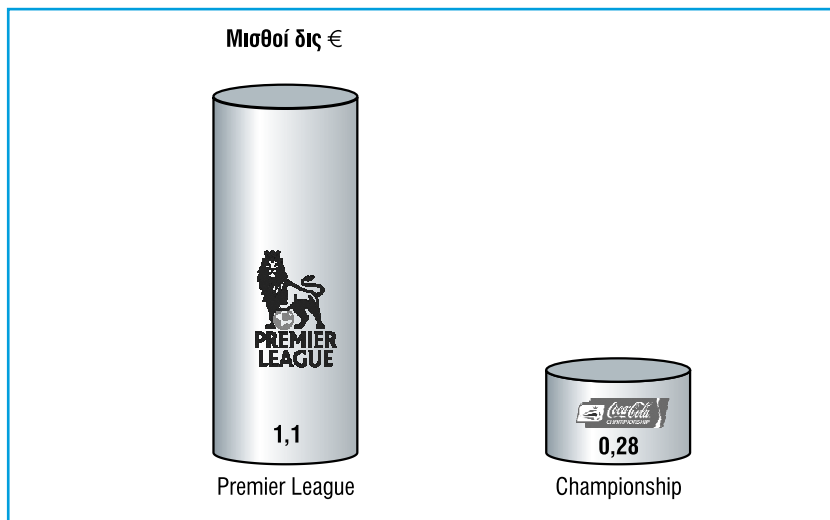 Μισθοί δις €
PREMIER
LEAGUE
1,1
Coca-Cola
CHAMPIONSHIP
0,28
Premier League
Championship